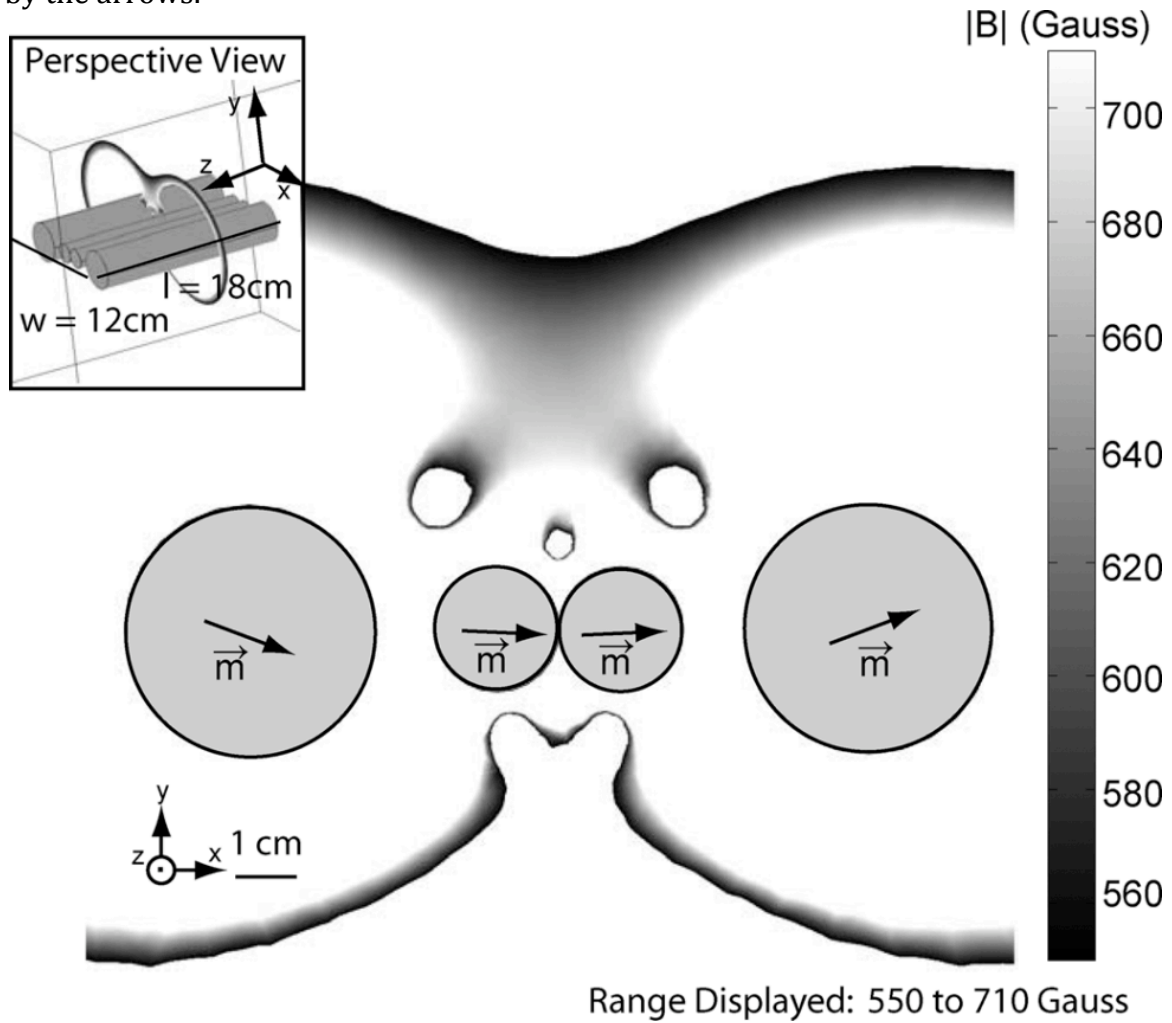 by the arrows.
|B| (Gauss)
Perspective View
y
z
x
l = 18cm
w = 12cm
700
680
660
640
620
600
580
560
m
m
m
m
y
z
x
1 cm
Range Displayed: 550 to 710 Gauss